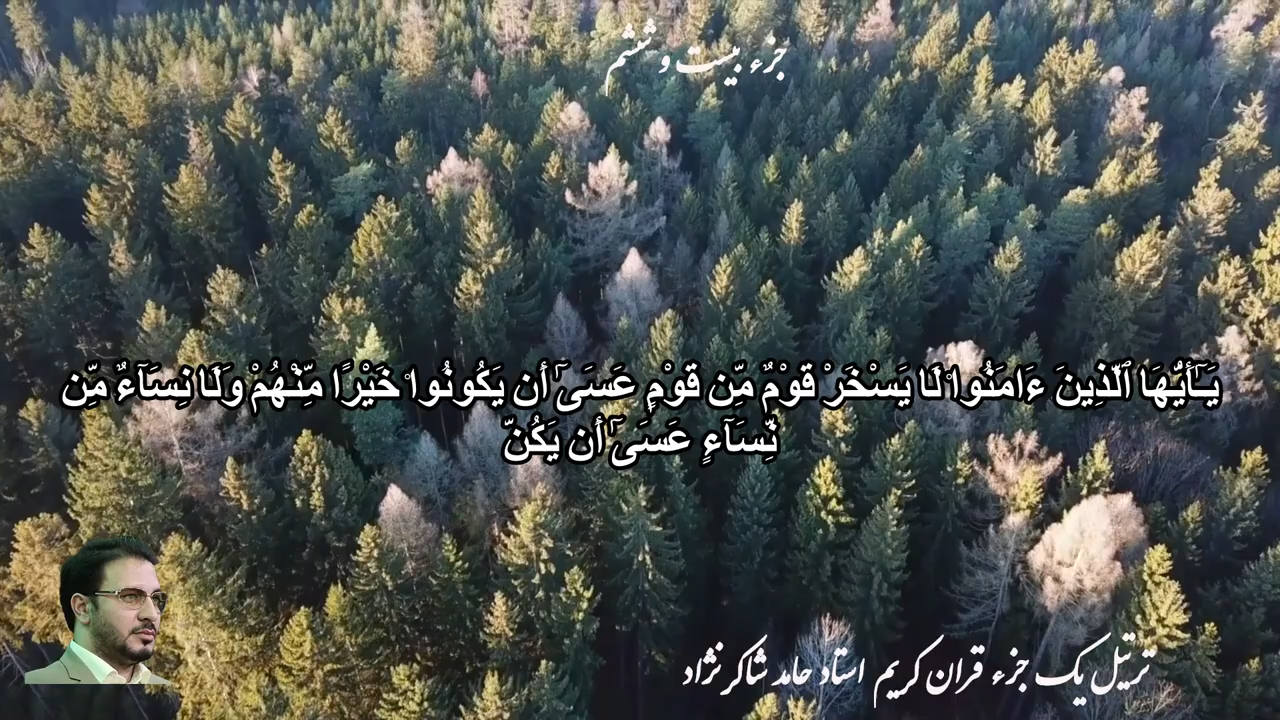 جزء بیست و ششم
يَـٰٓأَيُّهَا ٱلَّذِينَ ءَامَنُوا۟ لَا يَسْخَرْ قَوْمٌ مِّن قَوْمٍ عَسَىٰٓ أَن يَكُونُوا۟ خَيْرًا مِّنْهُمْ وَلَا نِسَآءٌ مِّن
نِّسَآءٍ عَسَىٰٓ أَن يَكُنَّ
ترتیل یک جزء قران کریم استاد حامد شاکرنژاد